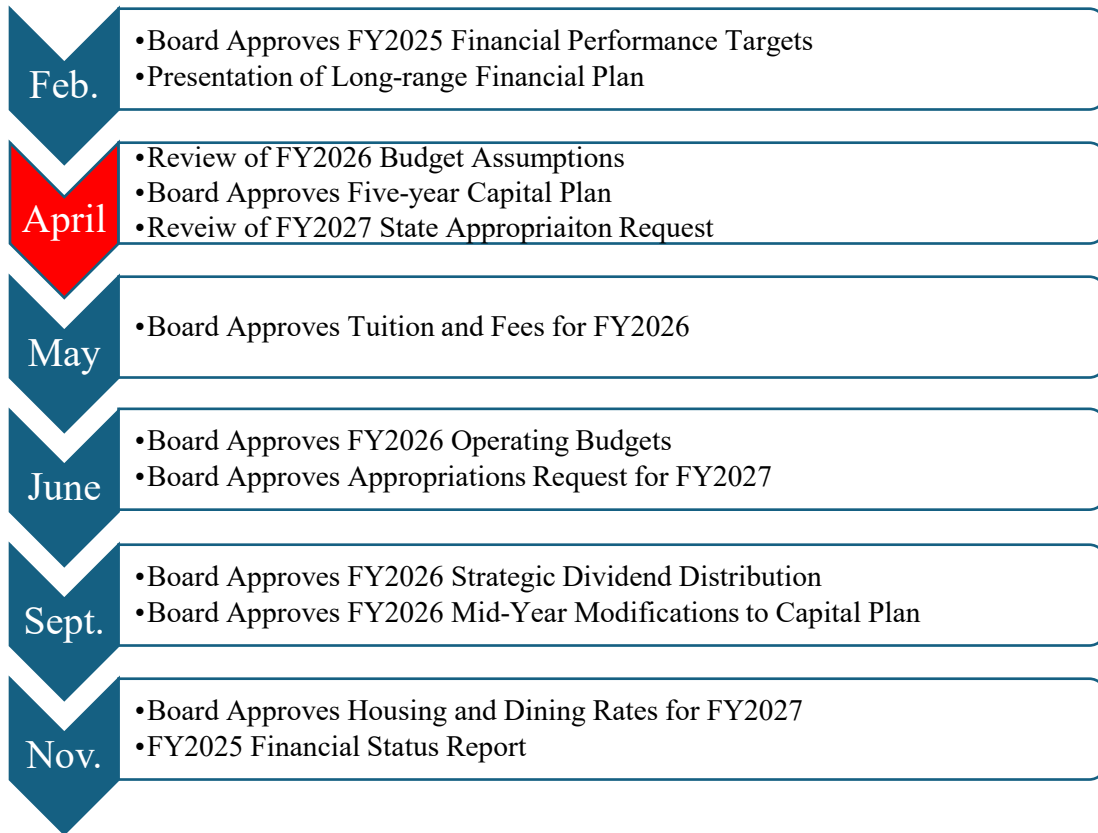 Feb.
•Board Approves FY2025 Financial Performance Targets
•Presentation of Long-range Financial Plan
April
•Review of FY2026 Budget Assumptions
•Board Approves Five-year Capital Plan
•Reveiw of FY2027 State Appropriaiton Request
May
•Board Approves Tuition and Fees for FY2026
June
•Board Approves FY2026 Operating Budgets
•Board Approves Appropriations Request for FY2027
Sept.
•Board Approves FY2026 Strategic Dividend Distribution
•Board Approves FY2026 Mid-Year Modifications to Capital Plan
Nov.
•Board Approves Housing and Dining Rates for FY2027
•FY2025 Financial Status Report